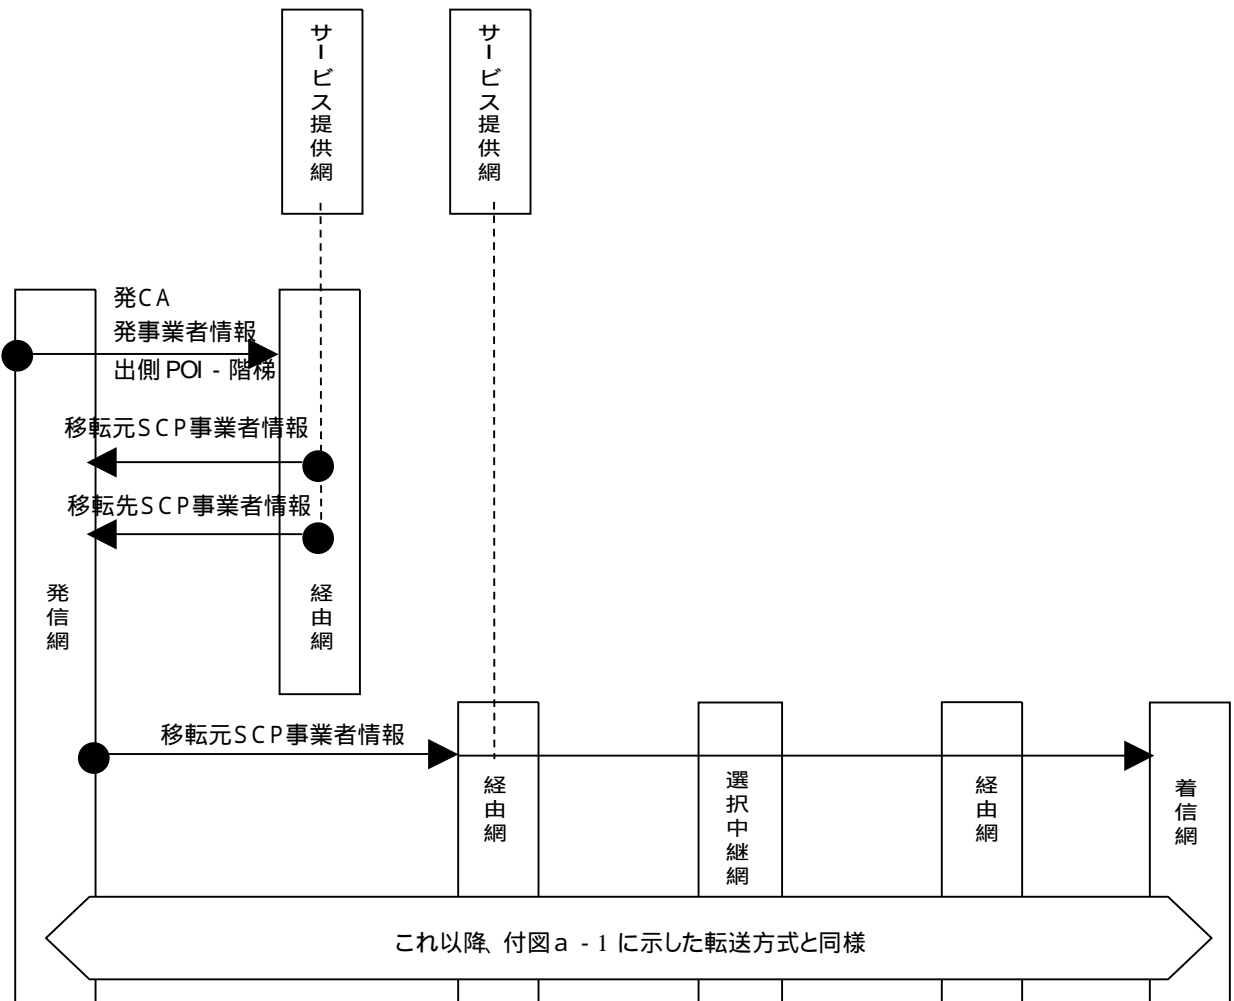 サービス提供網
サービス提供網
発CA
発事業者情報
出側 POI - 階梯
移転元SCP事業者情報
移転先SCP事業者情報
発信網
経由網
移転元SCP事業者情報
経由網
選択中継網
経由網
着信網
これ以降、付図a - 1 に示した転送方式と同様